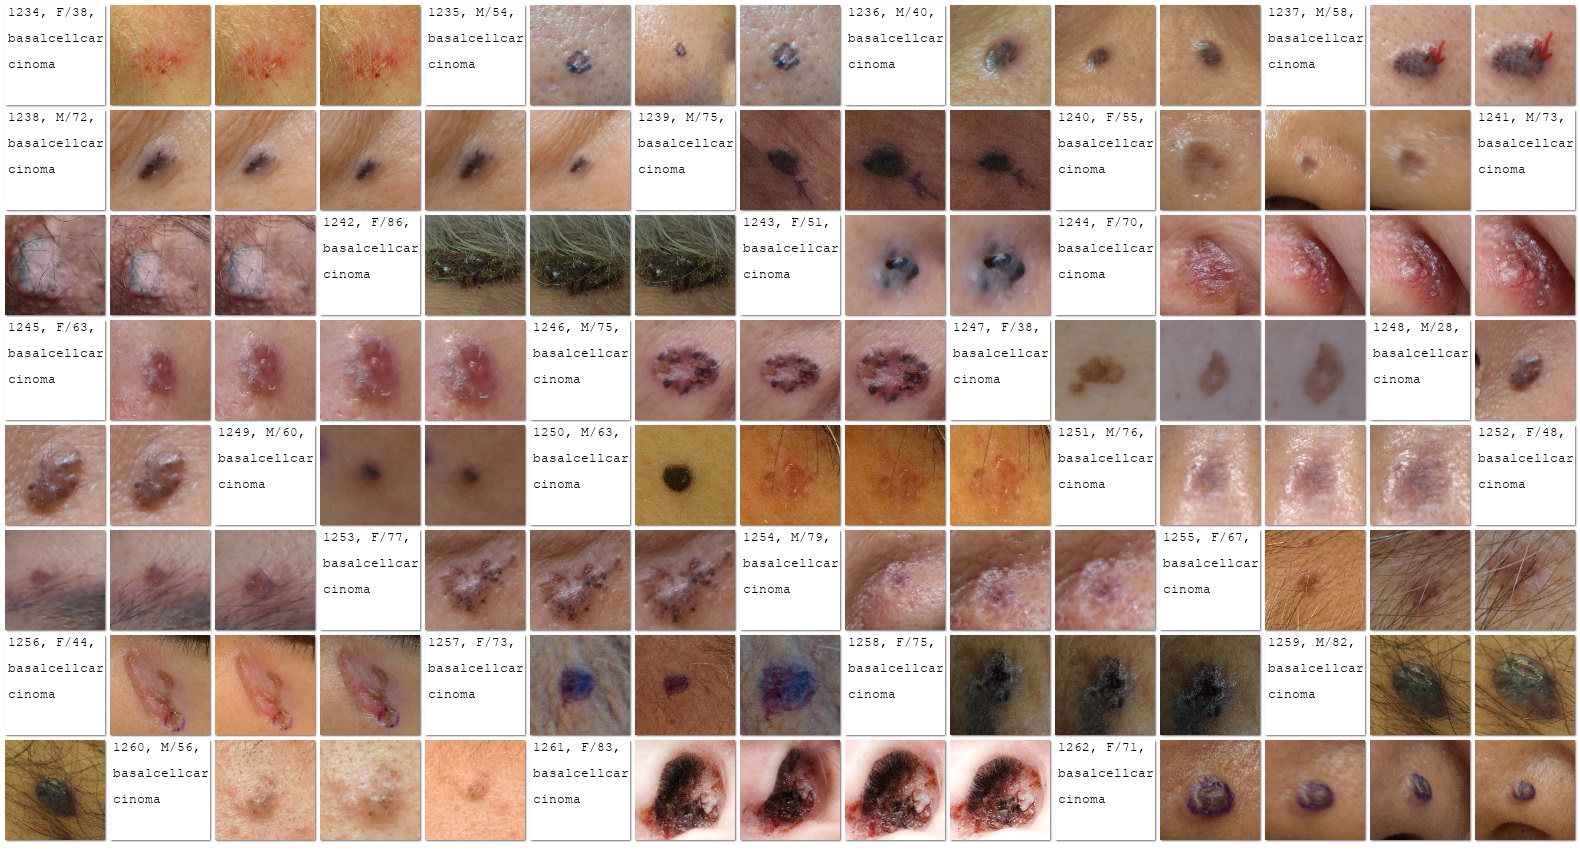 1234, F/38,
basalcellcar
cinoma
1235, M/54,
basalcellcar
cinoma
1236, M/40,
basalcellcar
cinoma
1237, M/58,
basalcellcar
cinoma
1238, M/72,
basalcellcar
cinoma
1239, M/75,
basalcellcar
cinoma
1240, F/55,
basalcellcar
cinoma
1241, M/73,
basalcellcar
cinoma
1242, F/86,
basalcellcar
cinoma
1243, F/51,
basalcellcar
cinoma
1244, F/70,
basalcellcar
cinoma
1245, F/63,
basalcellcar
cinoma
1246, M/75,
basalcellcar
cinoma
1247, F/38,
basalcellcar
cinoma
1248, M/28,
basalcellcar
cinoma
1249, M/60,
basalcellcar
cinoma
1250, M/63,
basalcellcar
cinoma
1251, M/76,
basalcellcar
cinoma
1252, F/48,
basalcellcar
cinoma
1253, F/77,
basalcellcar
cinoma
1254, M/79,
basalcellcar
cinoma
1255, F/67,
basalcellcar
cinoma
1256, F/44,
basalcellcar
cinoma
1257, F/73,
basalcellcar
cinoma
1258, F/75,
basalcellcar
cinoma
1259, M/82,
basalcellcar
cinoma
1260, M/56,
basalcellcar
cinoma
1261, F/83,
basalcellcar
cinoma
1262, F/71,
basalcellcar
cinoma